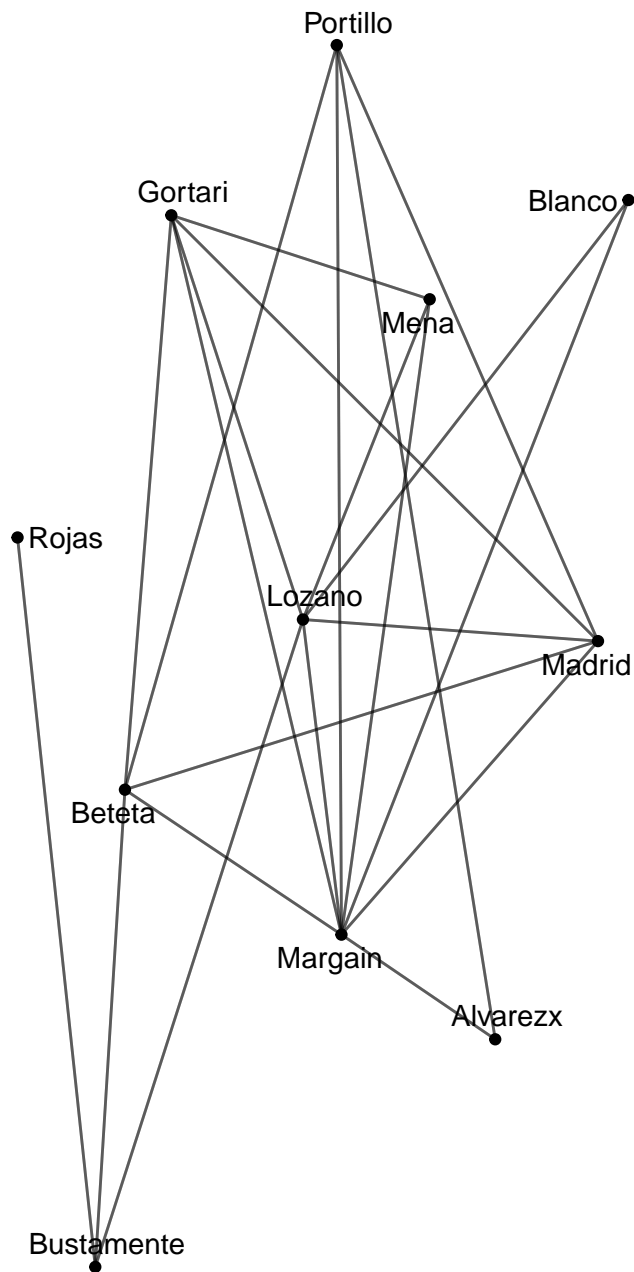 Portillo
Gortari
Blanco
Mena
Rojas
Lozano
Madrid
Beteta
Margain
Alvarezx
Bustamente